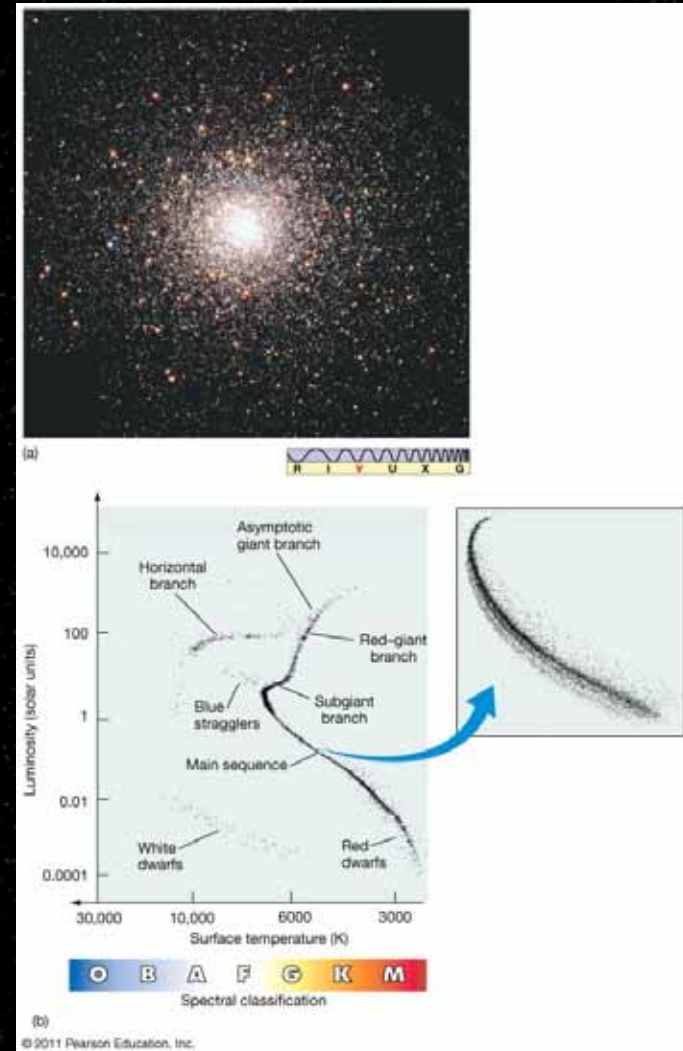 (a)
R I V U X G
Asymptotic
giant branch
Horizontal
branch
10,000
100
Red–giant
branch
Blue
stragglers
Subgiant
branch
1
Main sequence
0.01
White
dwarfs
Red
dwarfs
0.0001
Luminosity (solar units)
30,000 10,000 6000 3000
Surface temperature (K)
O B A F G K M
Spectral classification
(b)
© 2011 Pearson Education, Inc.